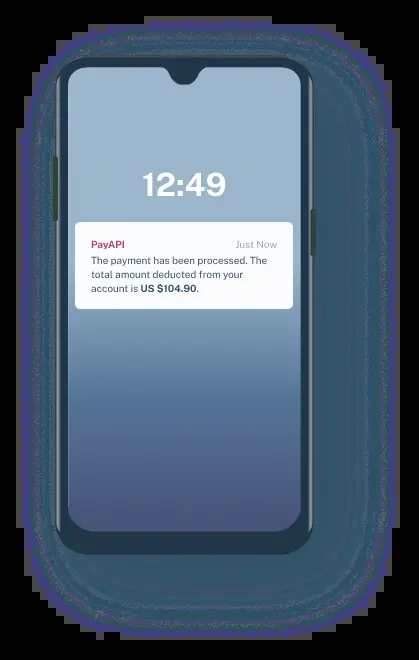 12:49
PayAPI Just Now
The payment has been processed. The
total amount deducted from your
account is US $104.90.